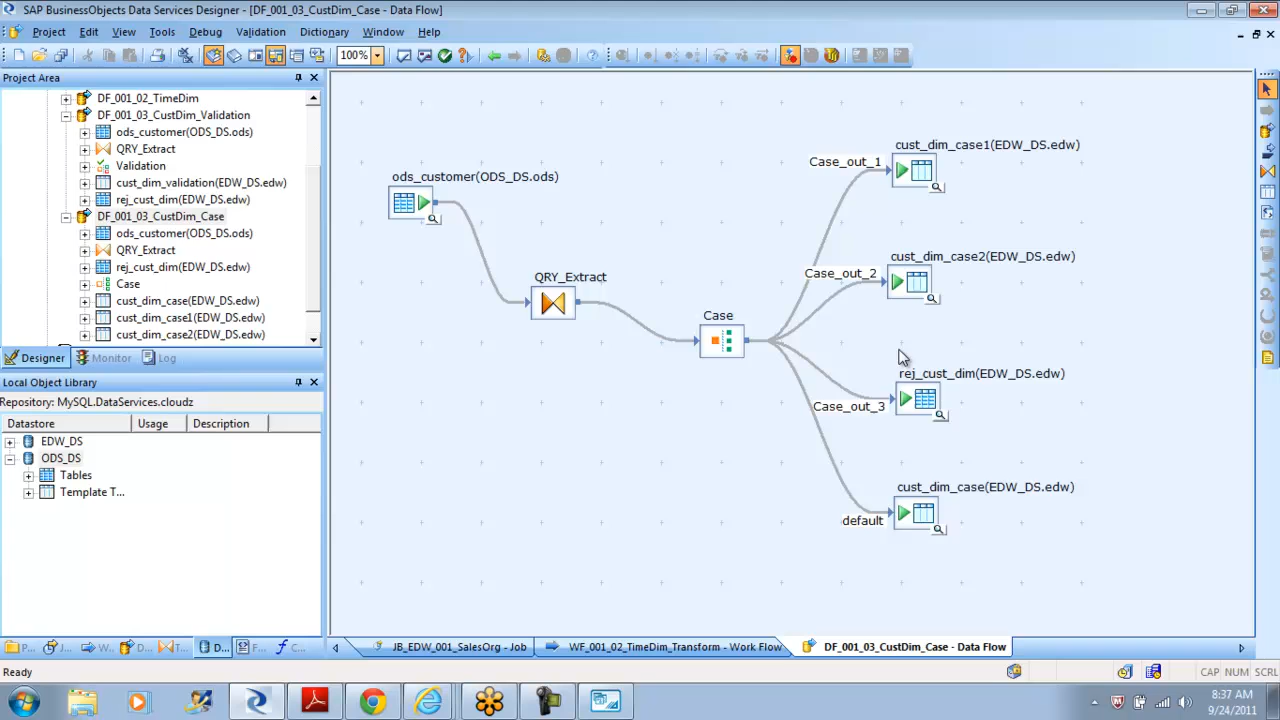 SAP BusinessObjects Data Services Designer - [DF_001_03_CustDim_Case - Data Flow]
Project Edit View Tools Debug Validation Dictionary Window Help
100%
Project Area
DF_001_02_TimeDim
DF_001_03_CustDim_Validation
ods_customer(ODS_DS.ods)
QRY_Extract
Validation
cust_dim_validation(EDW_DS.edw)
rej_cust_dim(EDW_DS.edw)
DF_001_03_CustDim_Case
ods_customer(ODS_DS.ods)
QRY_Extract
rej_cust_dim(EDW_DS.edw)
Case
cust_dim_case(EDW_DS.edw)
cust_dim_case1(EDW_DS.edw)
cust_dim_case2(EDW_DS.edw)
Designer Monitor Log
Local Object Library
Repository: MySQL.DataServices.cloudz
Datastore Usage Description
EDW_DS
ODS_DS
Tables
Template T...
P... J... W... D... T... D... F... C...
ods_customer(ODS_DS.ods)
QRY_Extract
Case
Case_out_1
cust_dim_case1(EDW_DS.edw)
Case_out_2
cust_dim_case2(EDW_DS.edw)
Case_out_3
rej_cust_dim(EDW_DS.edw)
default
cust_dim_case(EDW_DS.edw)
JB_EDW_001_SalesOrg - Job WF_001_02_TimeDim_Transform - Work Flow DF_001_03_CustDim_Case - Data Flow
Ready
CAP NUM SCRL
8:37 AM
9/24/2011